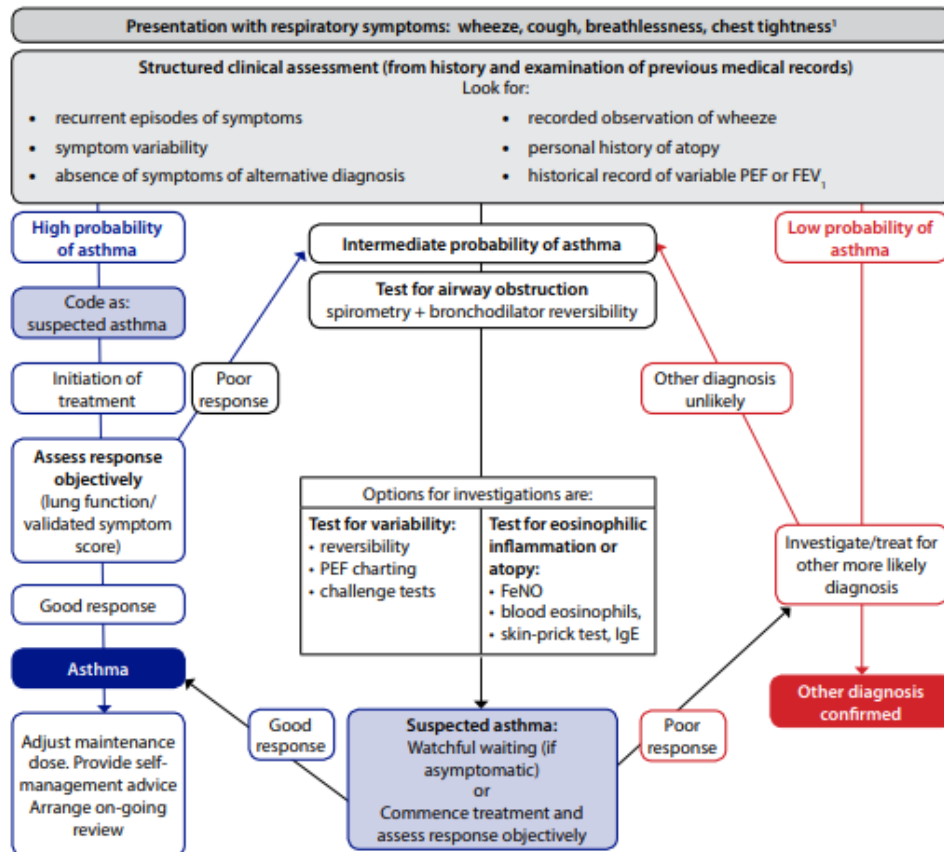 Presentation with respiratory symptoms: wheeze, cough, breathlessness, chest tightness¹
Structured clinical assessment (from history and examination of previous medical records)
Look for:
• recurrent episodes of symptoms
• symptom variability
• absence of symptoms of alternative diagnosis
• recorded observation of wheeze
• personal history of atopy
• historical record of variable PEF or FEV₁
High probability
of asthma
Code as:
suspected asthma
Initiation of
treatment
Assess response
objectively
(lung function/
validated symptom
score)
Good response
Asthma
Adjust maintenance
dose. Provide self-
management advice
Arrange on-going
review
Poor
response
Intermediate probability of asthma
Test for airway obstruction
spirometry + bronchodilator reversibility
Options for investigations are:
Test for variability:
• reversibility
• PEF charting
• challenge tests
Test for eosinophilic
inflammation or
atopy:
• FeNO
• blood eosinophils,
• skin-prick test, IgE
Good
response
Suspected asthma:
Watchful waiting (if
asymptomatic)
or
Commence treatment and
assess response objectively
Poor
response
Low probability of
asthma
Other diagnosis
unlikely
Investigate/treat for
other more likely
diagnosis
Other diagnosis
confirmed